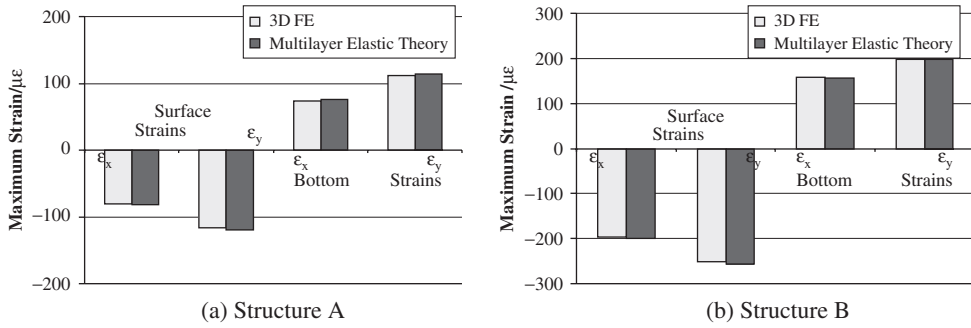 200
100
0
−100
−200
Maximum Strain/με
3D FE
Multilayer Elastic Theory
Surface
Strains
εx
εy
εx
εy
Bottom
Strains
(a) Structure A
300
200
100
0
−100
−200
−300
Maximum Strain /με
3D FE
Multilayer Elastic Theory
Surface
Strains
εx
εy
εx
εy
Bottom
Strains
(b) Structure B